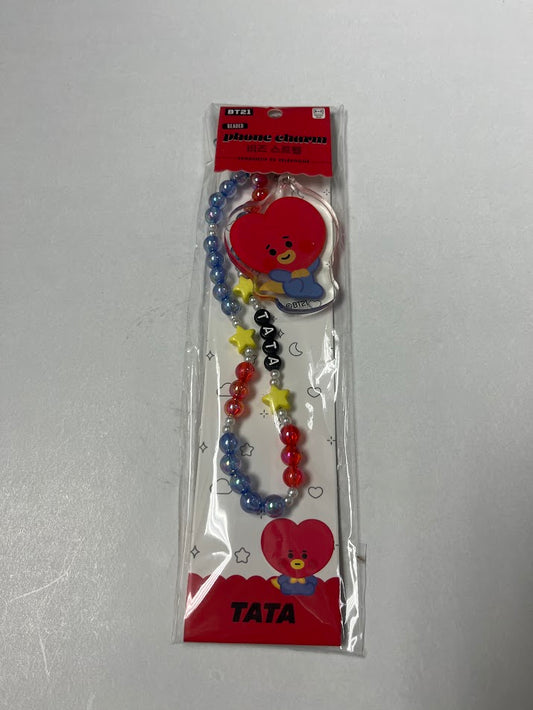 BT21
BEADED
phone charm
비즈 스트랩
©BT21
TATA
TATA